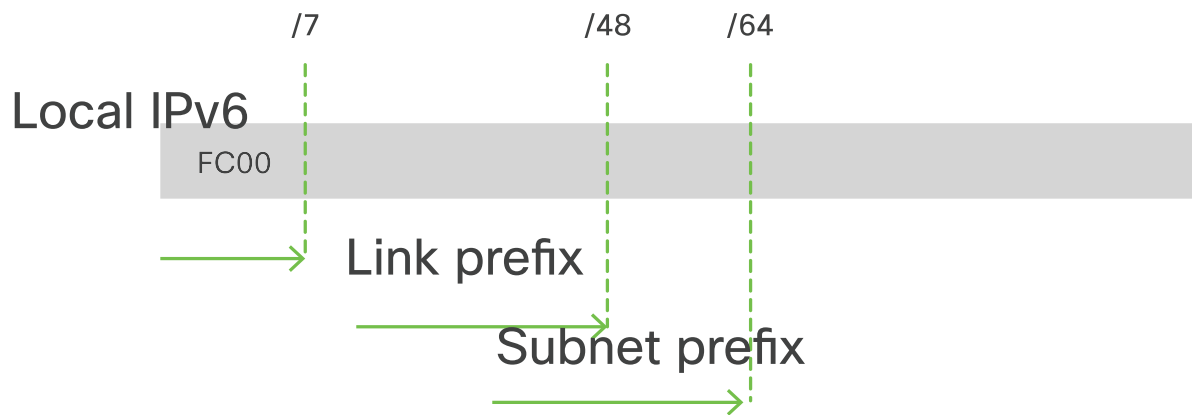 /7 /48 /64
Local IPv6
FC00
Link prefix
Subnet prefix